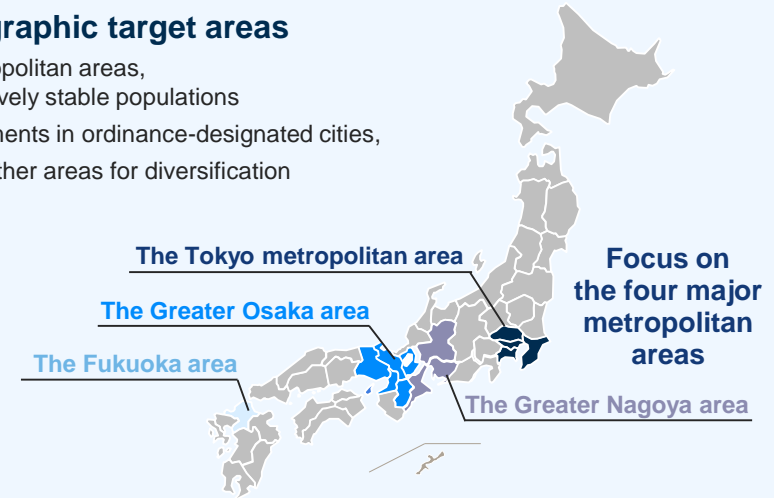 graphic target areas
opolitan areas,
vely stable populations
ments in ordinance-designated cities,
ther areas for diversification
The Tokyo metropolitan area
Focus on
the four major
metropolitan
areas
The Greater Osaka area
The Fukuoka area
The Greater Nagoya area